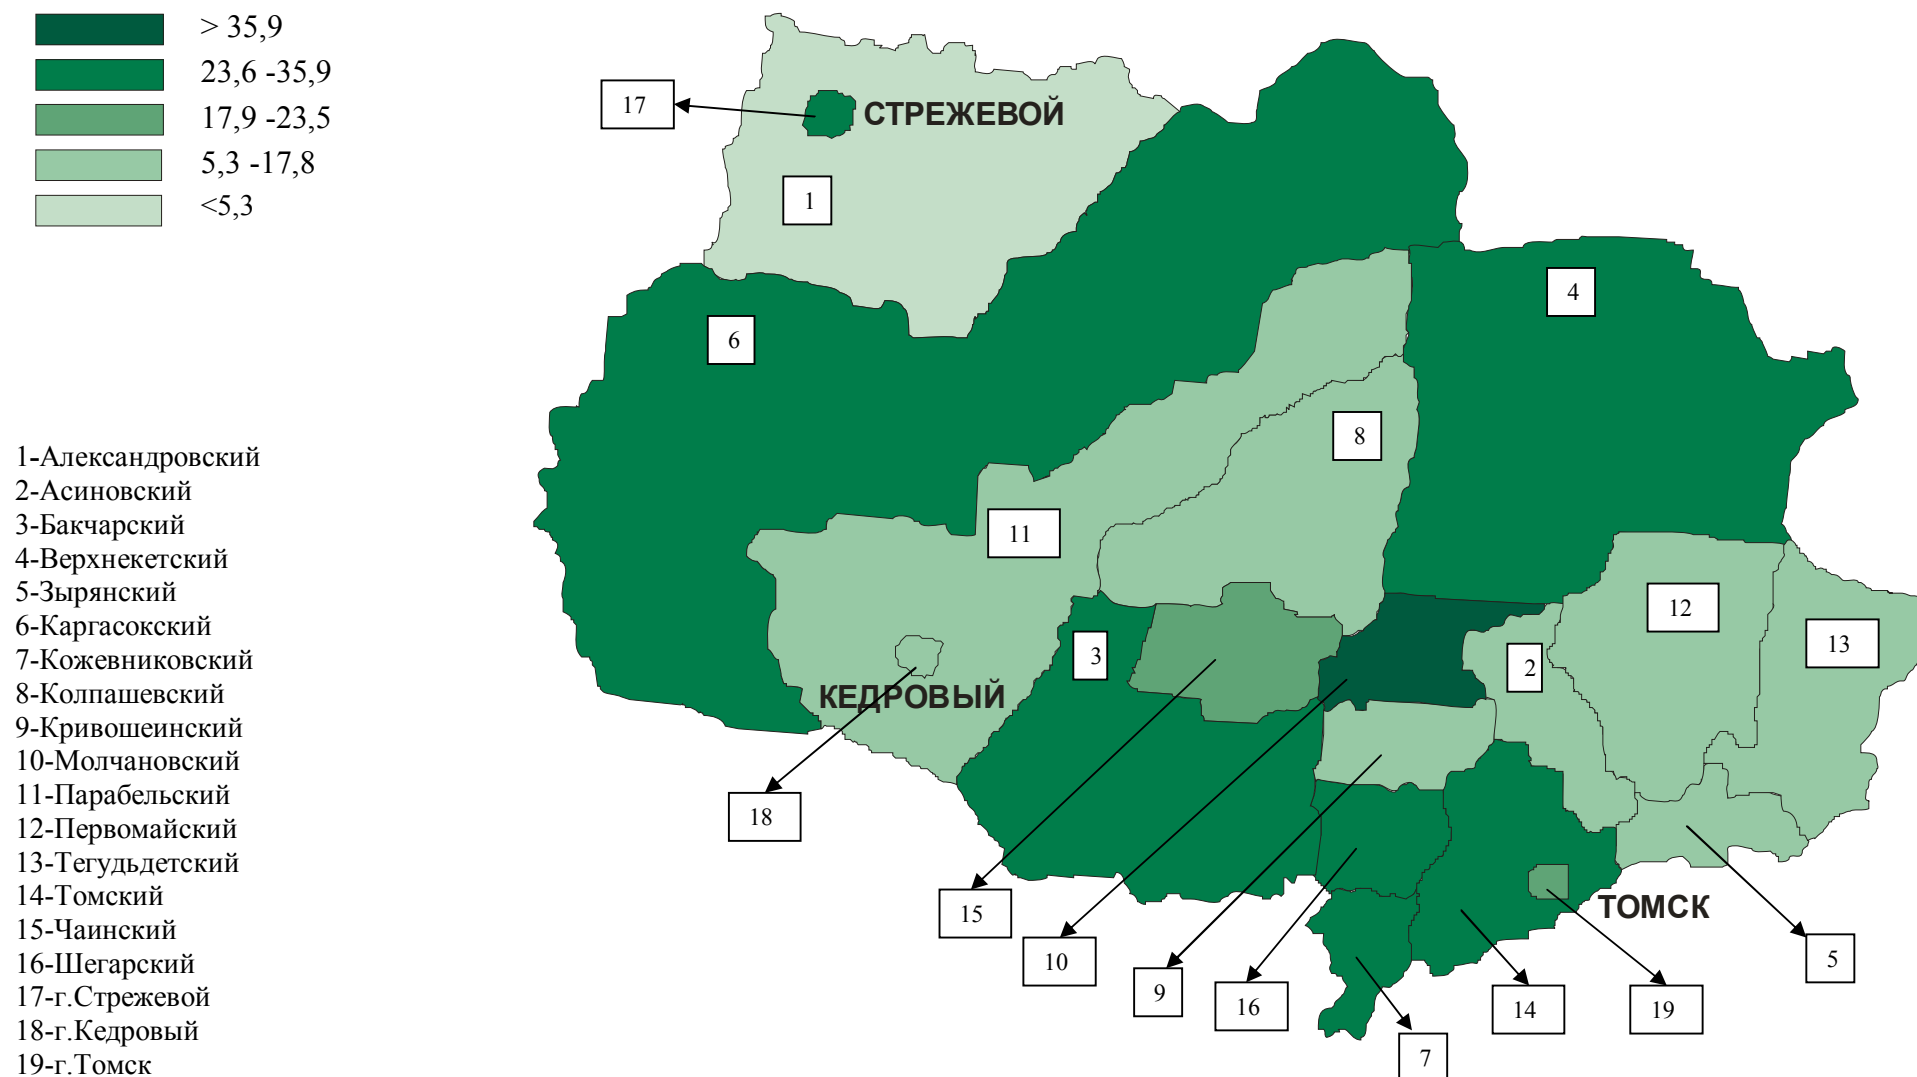 > 35,9
23,6 -35,9
17,9 -23,5
5,3 -17,8
<5,3
1-Александровский
2-Асиновский
3-Бакчарский
4-Верхнекетский
5-Зырянский
6-Каргасокский
7-Кожевниковский
8-Колпашевский
9-Кривошеинский
10-Молчановский
11-Парабельский
12-Первомайский
13-Тегудьдетский
14-Томский
15-Чаинский
16-Шегарский
17-г.Стрежевой
18-г.Кедровый
19-г.Томск
17
СТРЕЖЕВОЙ
1
4
6
8
11
12
13
3
2
КЕДРОВЫЙ
18
15
ТОМСК
10
5
9
16
14
19
7